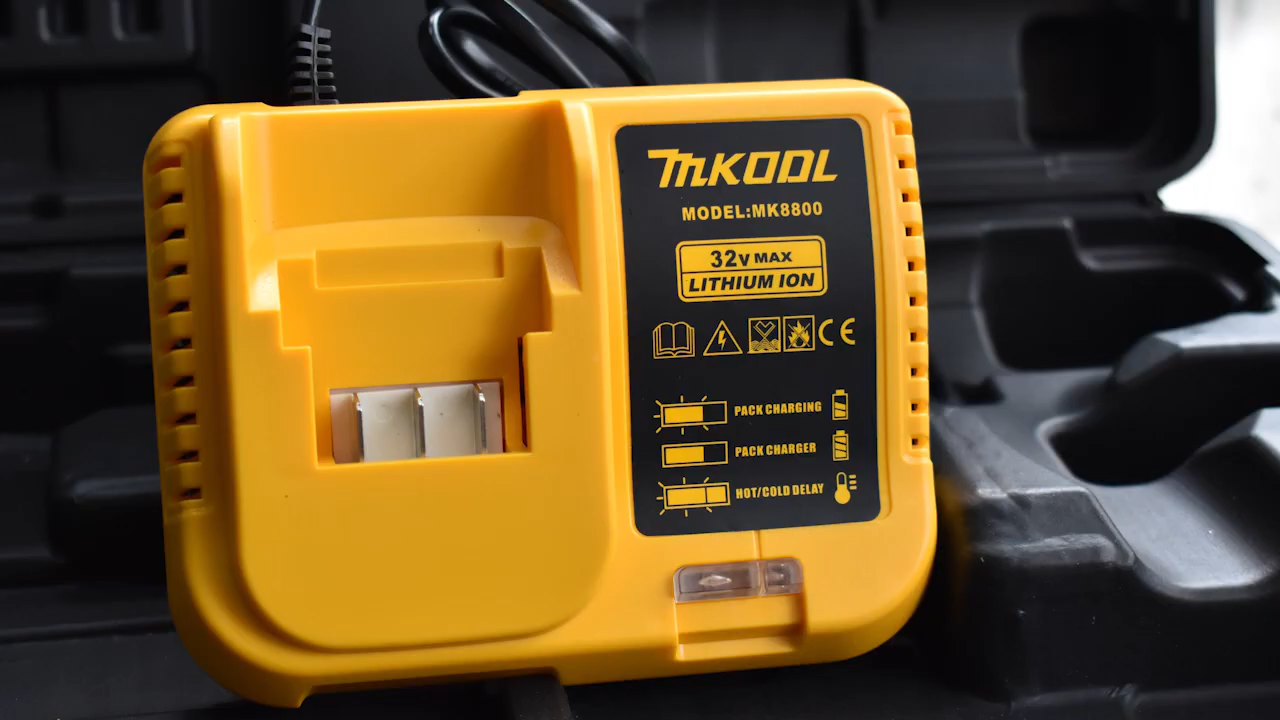 MKOOL
MODEL:MK8800
32V MAX
LITHIUM ION
CE
PACK CHARGING
PACK CHARGER
HOT/COLD DELAY